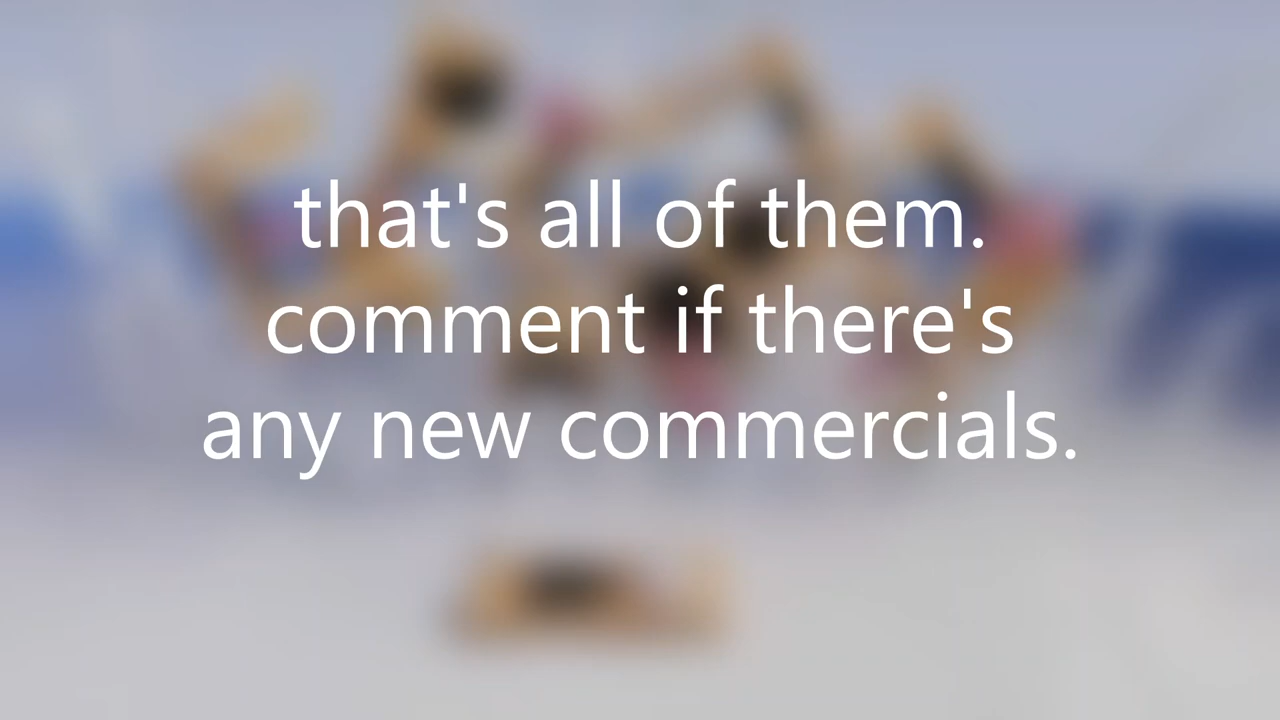 that's all of them.
comment if there's
any new commercials.